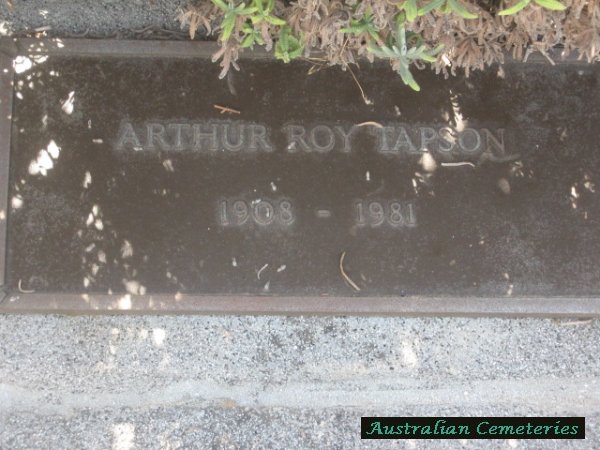 ARTHUR ROY TAPSON
1908 - 1981
Australian Cemeteries